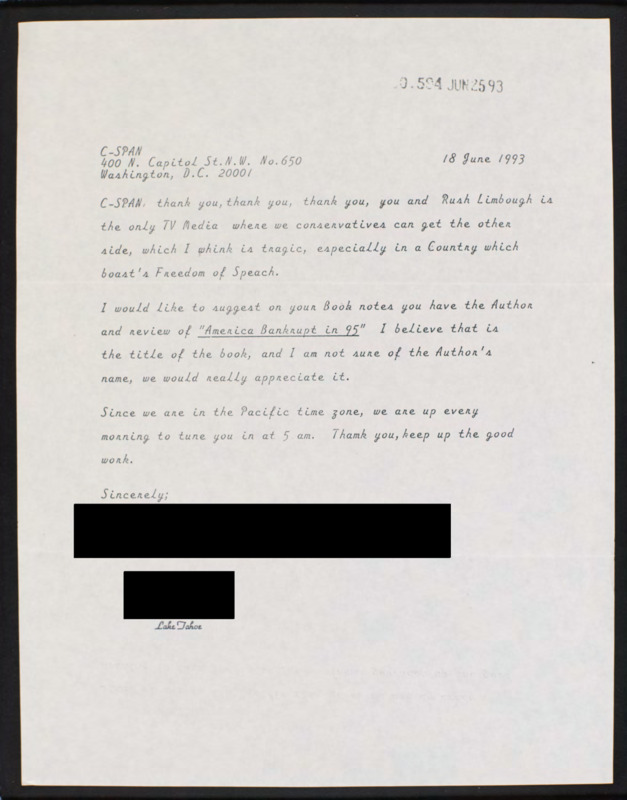 JUN 25 93
C-SPAN
400 N. Capitol St.N.W. No.650
18 June 1993
Washington, D.C. 20001
C-SPAN, thank you, thank you, thank you, you and Rush Limbough is
the only TV Media where we conservatives can get the other
side, which I phink is tragic, especially in a Country which
boast's Freedom of Speach.
I would like to suggest on your Book notes you have the Author
and review of "America Bankrupt in 95" I believe that is
the title of the book, and I am not sure of the Author's
name, we would really appreciate it.
Since we are in the Pacific time zone, we are up every
morning to tune you in at 5 am. Thamk you, keep up the good
work.
Sincerely;
Lake Tahoe